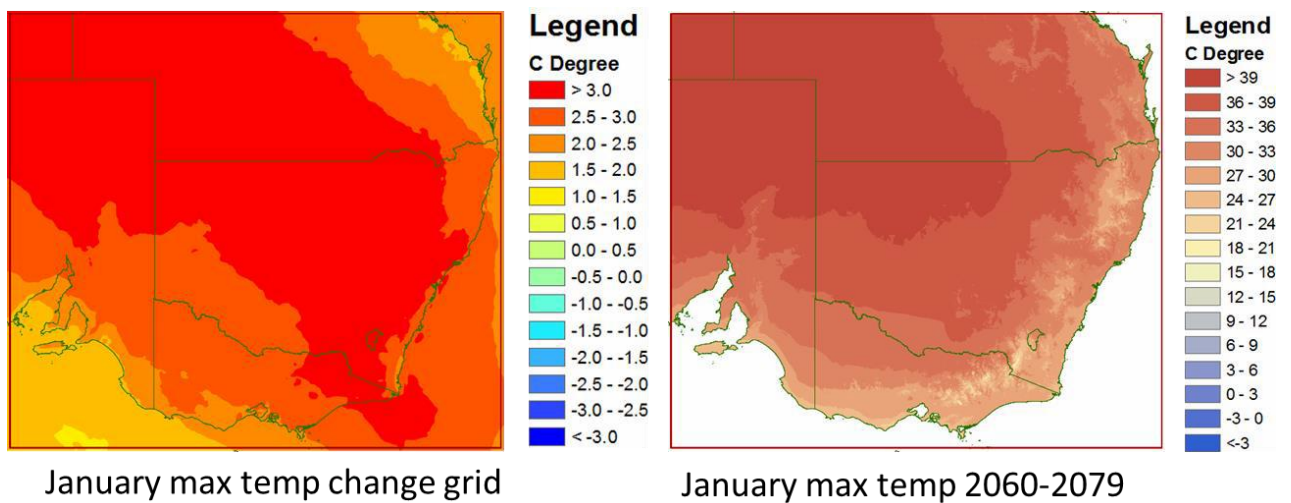 Legend
C Degree
> 3.0
2.5 - 3.0
2.0 - 2.5
1.5 - 2.0
1.0 - 1.5
0.5 - 1.0
0.0 - 0.5
-0.5 - 0.0
-1.0 - -0.5
-1.5 - -1.0
-2.0 - -1.5
-2.5 - -2.0
-3.0 - -2.5
< -3.0
January max temp change grid
Legend
C Degree
> 39
36 - 39
33 - 36
30 - 33
27 - 30
24 - 27
21 - 24
18 - 21
15 - 18
12 - 15
9 - 12
6 - 9
3 - 6
0 - 3
-3 - 0
<-3
January max temp 2060-2079